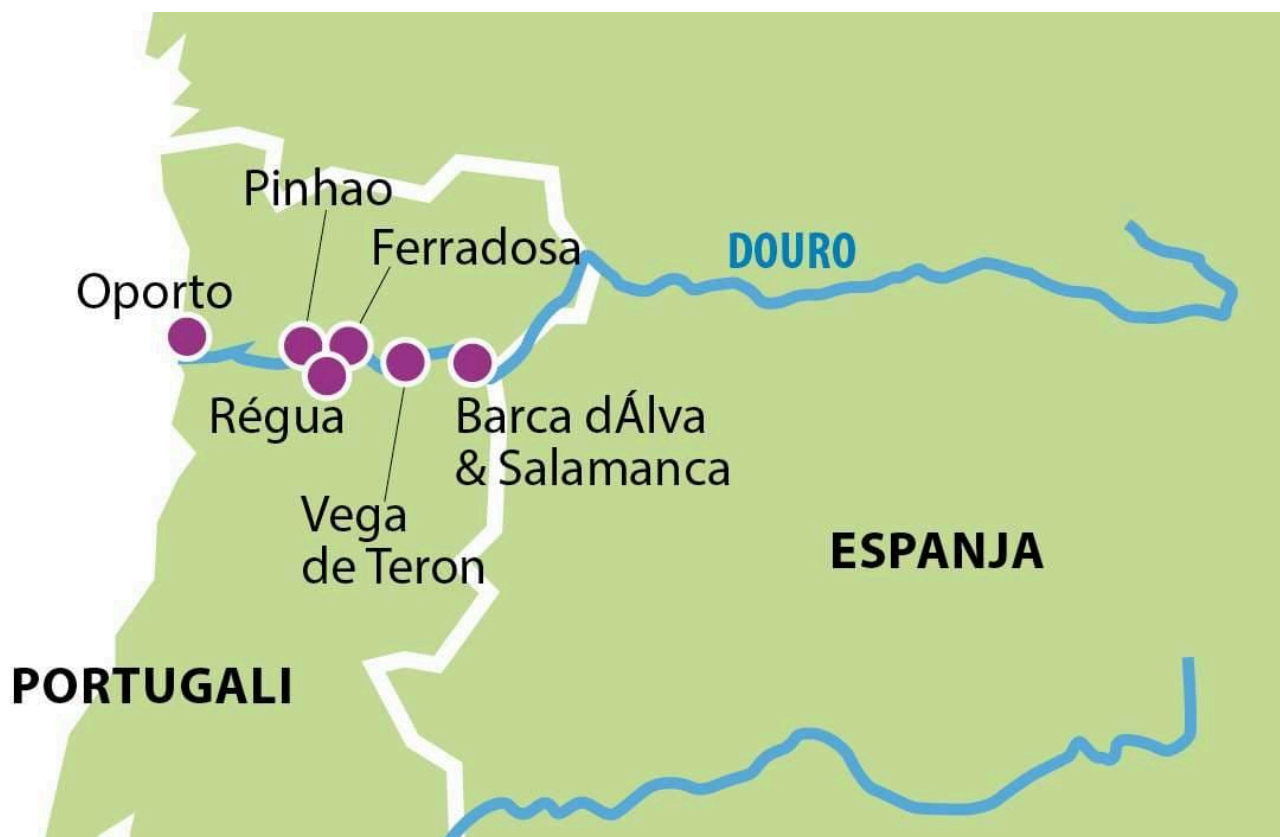 Pinhao
Ferradosa
DOURO
Oporto
Régua
Barca dÁlva
& Salamanca
Vega
de Teron
ESPANJA
PORTUGALI